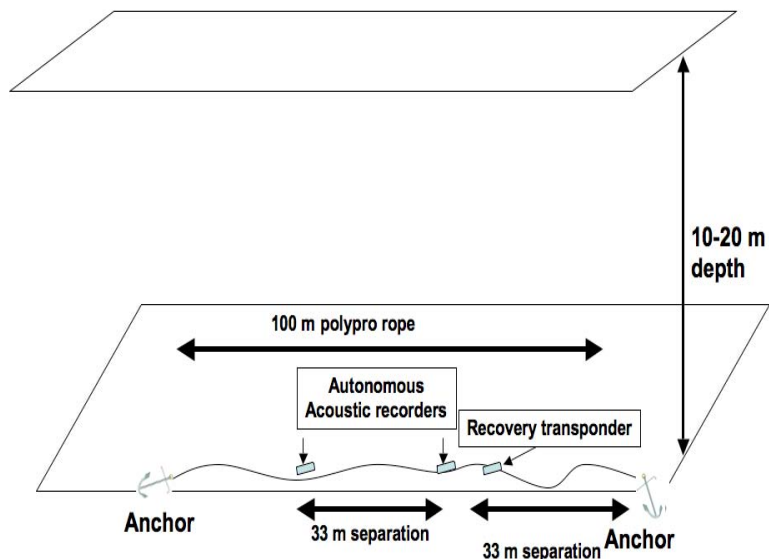 10-20 m
depth
100 m polypro rope
Autonomous
Acoustic recorders
Recovery transponder
Anchor
33 m separation
33 m separation
Anchor